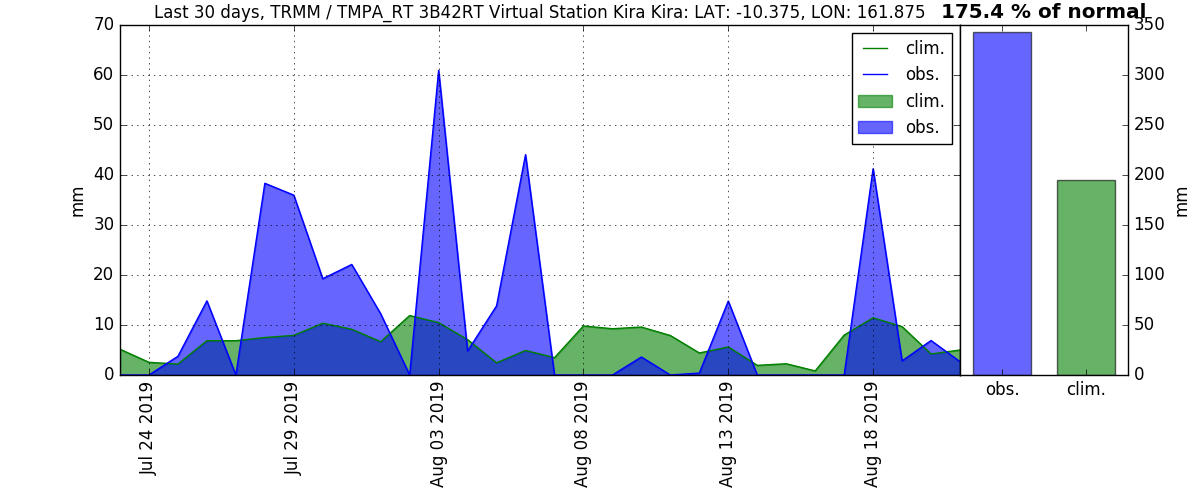 Last 30 days, TRMM / TMPA_RT 3B42RT Virtual Station Kira Kira: LAT: -10.375, LON: 161.875
175.4 % of normal
70
60
50
40
30
20
10
0
mm
clim.
obs.
clim.
obs.
Jul 24 2019
Jul 29 2019
Aug 03 2019
Aug 08 2019
Aug 13 2019
Aug 18 2019
350
300
250
200
150
100
50
0
mm
obs.
clim.